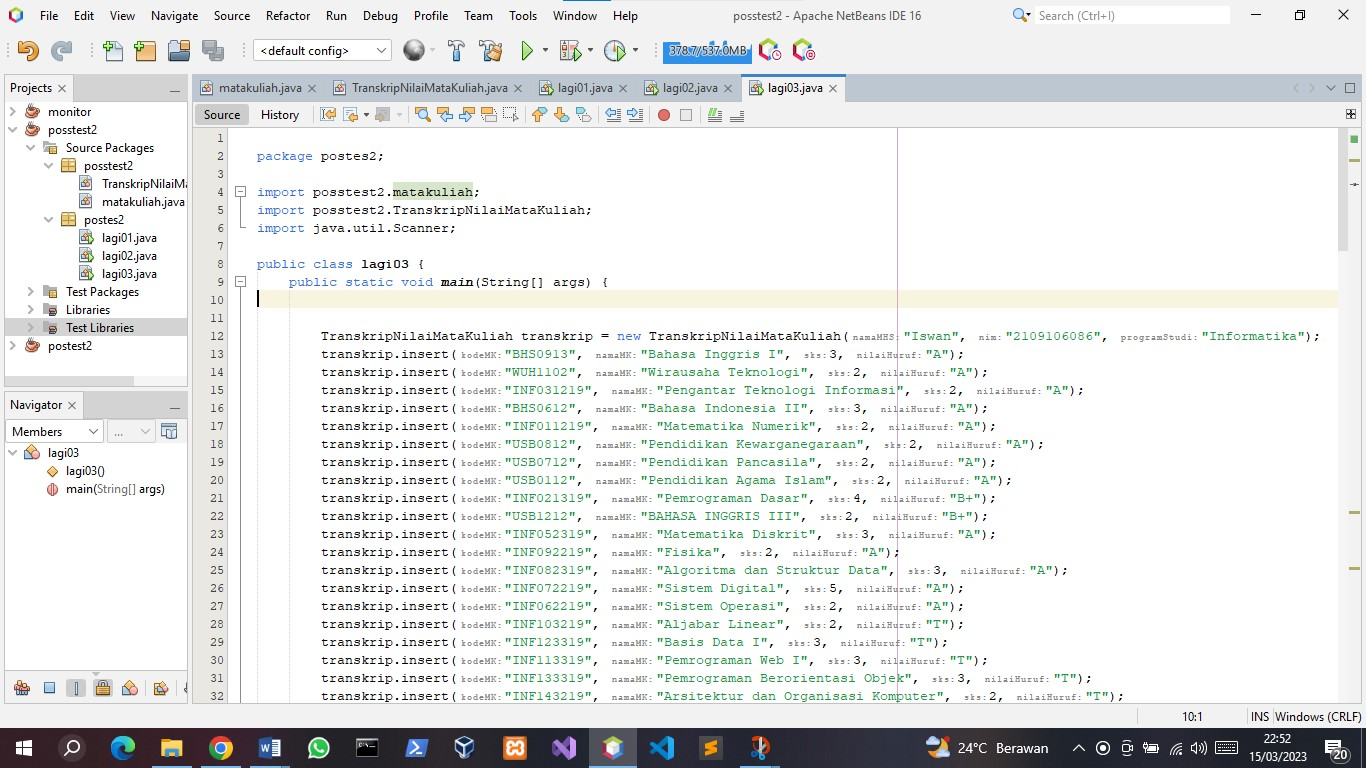 File Edit View Navigate Source Refactor Run Debug Profile Team Tools Window Help posstest2 - Apache NetBeans IDE 16 Search (Ctrl+I)
<default config> 378.7/537.0MB
Projects
matakuliah.java TranskripNilaiMataKuliah.java lagi01.java lagi02.java lagi03.java
Source History
monitor
posstest2
Source Packages
posstest2
TranskripNilaiMa
matakuliah.java
postes2
lagi01.java
lagi02.java
lagi03.java
Test Packages
Libraries
Test Libraries
postest2
Navigator
Members ...
lagi03
lagi03()
main(String[] args)
1
2 package postes2;
3
4 import posstest2.matakuliah;
5 import posstest2.TranskripNilaiMataKuliah;
6 import java.util.Scanner;
7
8 public class lagi03 {
9 public static void main(String[] args) {
10
11
12 TranskripNilaiMataKuliah transkrip = new TranskripNilaiMataKuliah( namaMHS: "Iswan", nim: "2109106086", programStudi: "Informatika");
13 transkrip.insert( kodeMK: "BHS0913", namaMK: "Bahasa Inggris I", sks: 3, nilaiHuruf: "A");
14 transkrip.insert( kodeMK: "WUH1102", namaMK: "Wirausaha Teknologi", sks: 2, nilaiHuruf: "A");
15 transkrip.insert( kodeMK: "INF031219", namaMK: "Pengantar Teknologi Informasi", sks: 2, nilaiHuruf: "A");
16 transkrip.insert( kodeMK: "BHS0612", namaMK: "Bahasa Indonesia II", sks: 3, nilaiHuruf: "A");
17 transkrip.insert( kodeMK: "INF011219", namaMK: "Matematika Numerik", sks: 2, nilaiHuruf: "A");
18 transkrip.insert( kodeMK: "USB0812", namaMK: "Pendidikan Kewarganegaraan", sks: 2, nilaiHuruf: "A");
19 transkrip.insert( kodeMK: "USB0712", namaMK: "Pendidikan Pancasila", sks: 2, nilaiHuruf: "A");
20 transkrip.insert( kodeMK: "USB0112", namaMK: "Pendidikan Agama Islam", sks: 2, nilaiHuruf: "A");
21 transkrip.insert( kodeMK: "INF021319", namaMK: "Pemrograman Dasar", sks: 4, nilaiHuruf: "B+");
22 transkrip.insert( kodeMK: "USB1212", namaMK: "BAHASA INGGRIS III", sks: 2, nilaiHuruf: "B+");
23 transkrip.insert( kodeMK: "INF052319", namaMK: "Matematika Diskrit", sks: 3, nilaiHuruf: "A");
24 transkrip.insert( kodeMK: "INF092219", namaMK: "Fisika", sks: 2, nilaiHuruf: "A");
25 transkrip.insert( kodeMK: "INF082319", namaMK: "Algoritma dan Struktur Data", sks: 3, nilaiHuruf: "A");
26 transkrip.insert( kodeMK: "INF072219", namaMK: "Sistem Digital", sks: 5, nilaiHuruf: "A");
27 transkrip.insert( kodeMK: "INF062219", namaMK: "Sistem Operasi", sks: 2, nilaiHuruf: "A");
28 transkrip.insert( kodeMK: "INF103219", namaMK: "Aljabar Linear", sks: 2, nilaiHuruf: "T");
29 transkrip.insert( kodeMK: "INF123319", namaMK: "Basis Data I", sks: 3, nilaiHuruf: "T");
30 transkrip.insert( kodeMK: "INF113319", namaMK: "Pemrograman Web I", sks: 3, nilaiHuruf: "T");
31 transkrip.insert( kodeMK: "INF133319", namaMK: "Pemrograman Berorientasi Objek", sks: 3, nilaiHuruf: "T");
32 transkrip.insert( kodeMK: "INF143219", namaMK: "Arsitektur dan Organisasi Komputer", sks: 2, nilaiHuruf: "T");
10:1 INS Windows (CRLF)
24°C Berawan 22:52
15/03/2023 20